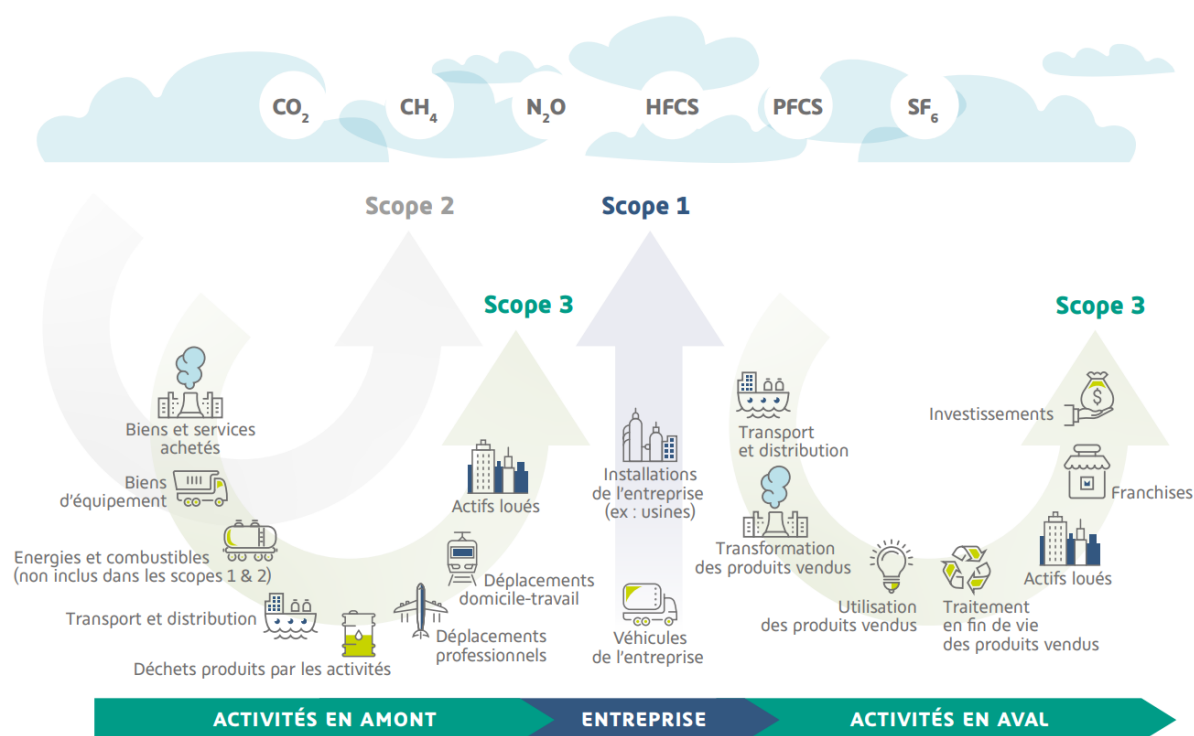 CO₂
CH₄
N₂O
HFCS
PFCS
SF₆
Scope 2
Scope 1
Scope 3
Scope 3
Biens et services
achetés
Biens
d'équipement
Energies et combustibles
(non inclus dans les scopes 1 & 2)
Transport et distribution
Déchets produits par les activités
Déplacements
professionnels
Déplacements
domicile-travail
Actifs loués
Installations
de l'entreprise
(ex : usines)
Véhicules
de l'entreprise
Transport
et distribution
Transformation
des produits vendus
Utilisation
des produits vendus
Traitement
en fin de vie
des produits vendus
Actifs loués
Franchises
Investissements
$
ACTIVITÉS EN AMONT
ENTREPRISE
ACTIVITÉS EN AVAL